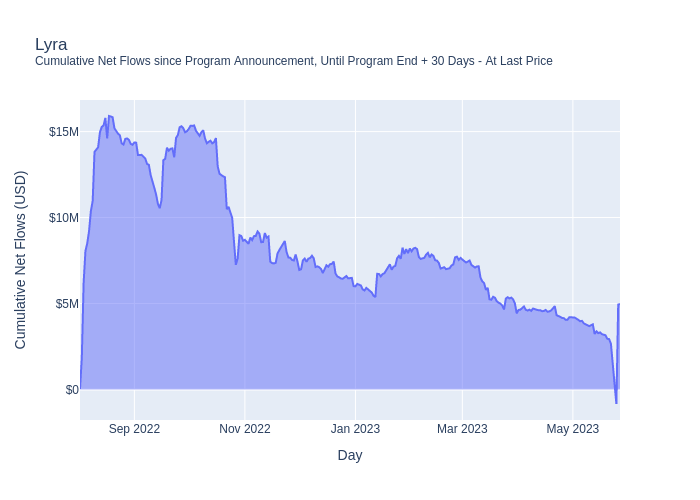 Lyra
Cumulative Net Flows since Program Announcement, Until Program End + 30 Days - At Last Price
Cumulative Net Flows (USD)
$15M
$10M
$5M
$0
Sep 2022
Nov 2022
Jan 2023
Mar 2023
May 2023
Day